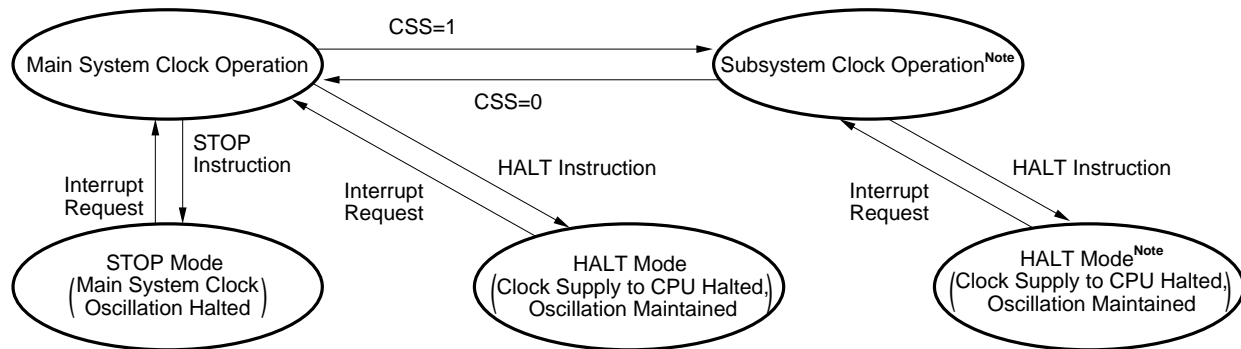 CSS=1
Main System Clock Operation
Subsystem Clock Operation Note
CSS=0
STOP
Instruction
Interrupt
Request
HALT Instruction
Interrupt
Request
HALT Instruction
Interrupt
Request
STOP Mode
(Main System Clock
Oscillation Halted)
HALT Mode
(Clock Supply to CPU Halted,
Oscillation Maintained)
HALT Mode Note
(Clock Supply to CPU Halted,
Oscillation Maintained)